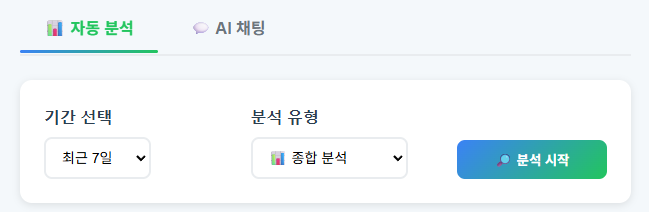 📊 자동 분석
💬 AI 채팅
기간 선택
분석 유형
최근 7일
📊 종합 분석
🔎 분석 시작